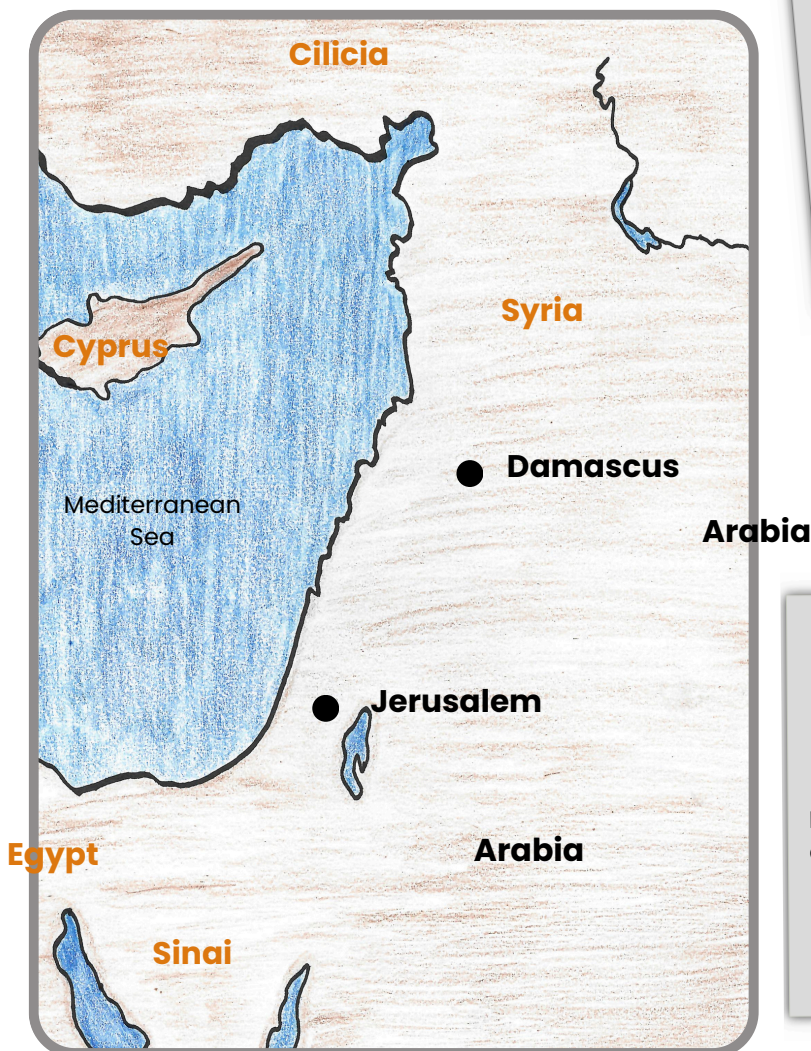 Cilicia
Syria
Cyprus
Damascus
Mediterranean
Sea
Arabia
Jerusalem
Arabia
Egypt
Sinai